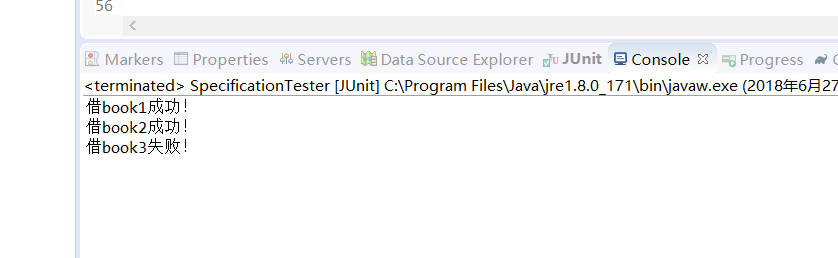 56
Markers Properties Servers Data Source Explorer JUnit Console Progress
<terminated> SpecificationTester [JUnit] C:\Program Files\Java\jre1.8.0_171\bin\javaw.exe (2018年6月27
借book1成功！
借book2成功！
借book3失败！